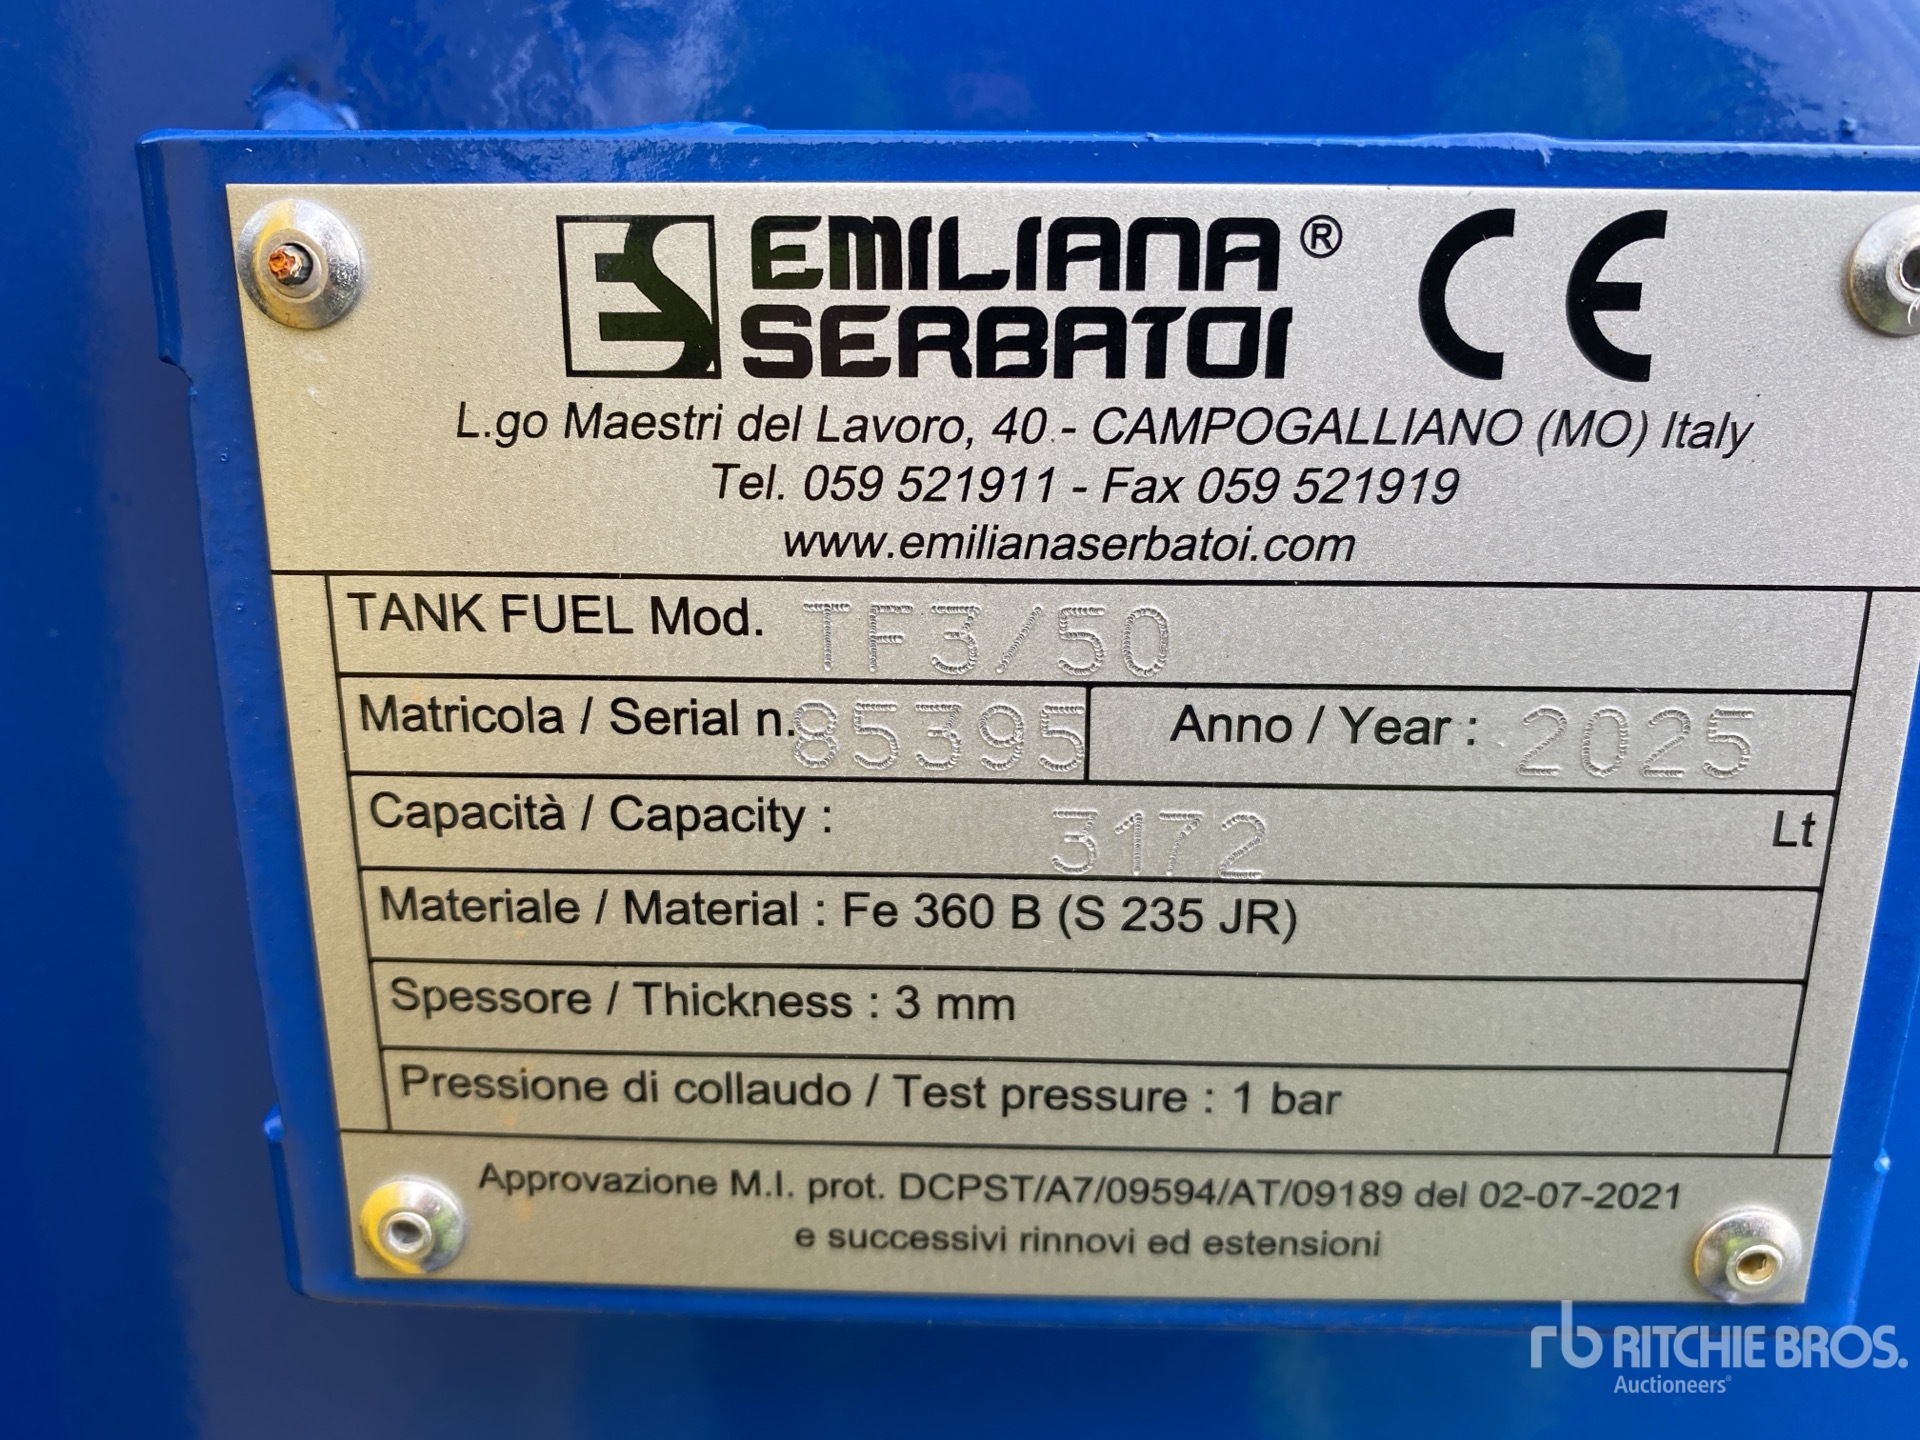 ES EMILIANA® CE
SERBATOI
L.go Maestri del Lavoro, 40 - CAMPOGALLIANO (MO) Italy
Tel. 059 521911 - Fax 059 521919
www.emilianaserbatoi.com
TANK FUEL Mod. TF3/50
Matricola / Serial n. 85395 Anno / Year : 2025
Capacità / Capacity : 3172 Lt
Materiale / Material : Fe 360 B (S 235 JR)
Spessore / Thickness : 3 mm
Pressione di collaudo / Test pressure : 1 bar
Approvazione M.I. prot. DCPST/A7/09594/AT/09189 del 02-07-2021
e successivi rinnovi ed estensioni
rb RITCHIE BROS.
Auctioneers®